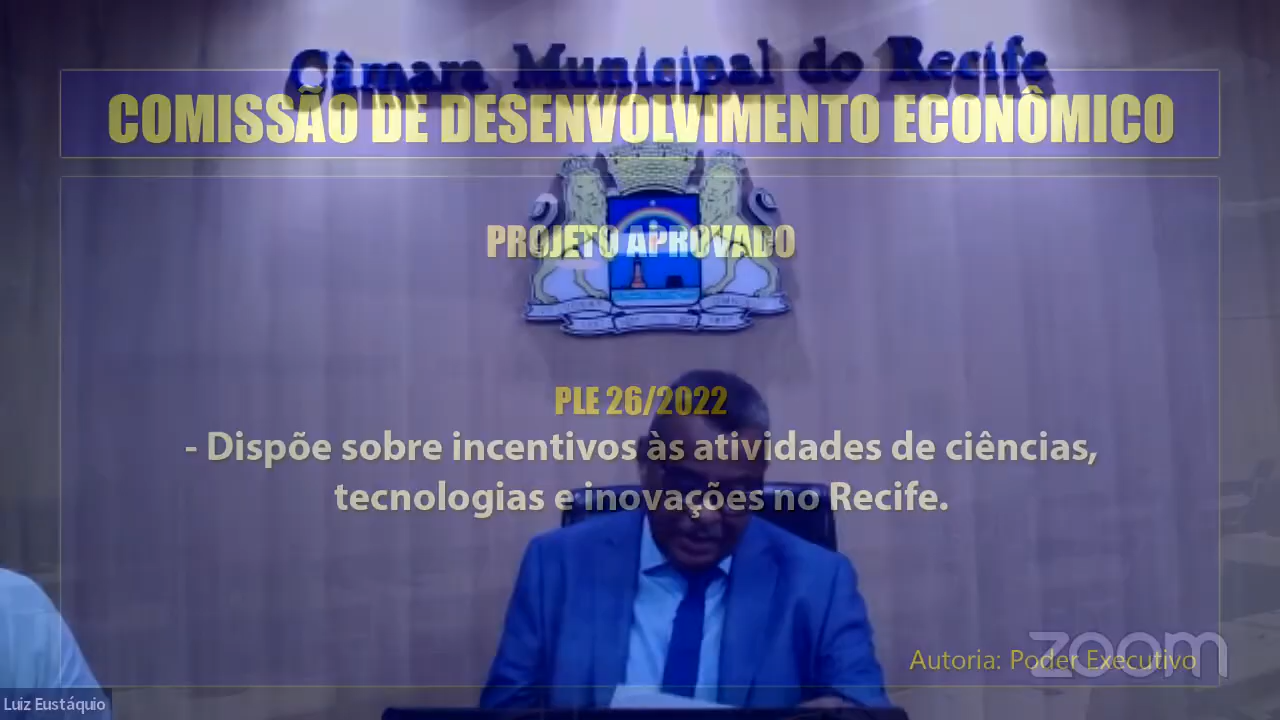 Câmara Municipal do Recife
COMISSÃO DE DESENVOLVIMENTO ECONÔMICO
PROJETO APROVADO
PLE 26/2022
- Dispõe sobre incentivos às atividades de ciências,
tecnologias e inovações no Recife.
Autoria: Poder Executivo
zoom
Luiz Eustáquio